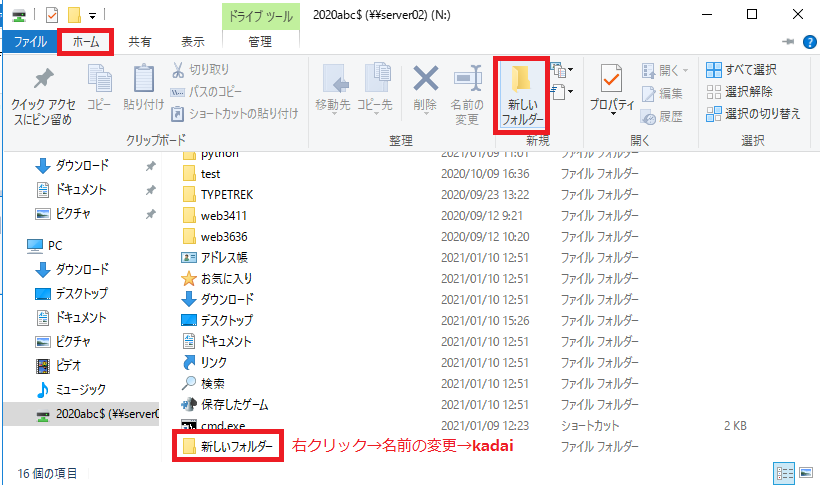 ドライブ ツール
2020abc$ (¥¥server02) (N:)
ファイル
ホーム
共有
表示
管理
クイック アクセ
スにピン留め
コピー
貼り付け
切り取り
パスのコピー
ショートカットの貼り付け
クリップボード
移動先
コピー先
削除
名前の
変更
整理
新しい
フォルダー
新規
プロパティ
開く
編集
履歴
開く
すべて選択
選択解除
選択の切り替え
選択
ダウンロード
ドキュメント
ピクチャ
PC
ダウンロード
デスクトップ
ドキュメント
ピクチャ
ビデオ
ミュージック
2020abc$ (¥¥server02
python 2021/01/09 11:01 ファイル フォルダー
test 2020/10/09 16:36 ファイル フォルダー
TYPETREK 2020/09/23 13:22 ファイル フォルダー
web3411 2020/09/12 9:21 ファイル フォルダー
web3636 2020/09/12 10:20 ファイル フォルダー
アドレス帳 2021/01/10 12:51 ファイル フォルダー
お気に入り 2021/01/10 12:51 ファイル フォルダー
ダウンロード 2021/01/10 12:51 ファイル フォルダー
デスクトップ 2021/01/10 15:26 ファイル フォルダー
ドキュメント 2021/01/10 12:51 ファイル フォルダー
リンク 2021/01/10 12:51 ファイル フォルダー
検索 2021/01/10 12:51 ファイル フォルダー
保存したゲーム 2021/01/10 12:51 ファイル フォルダー
cmd.exe 2021/01/09 12:23 ショートカット 2 KB
新しいフォルダー 右クリック→名前の変更→kadai ファイル フォルダー
16 個の項目